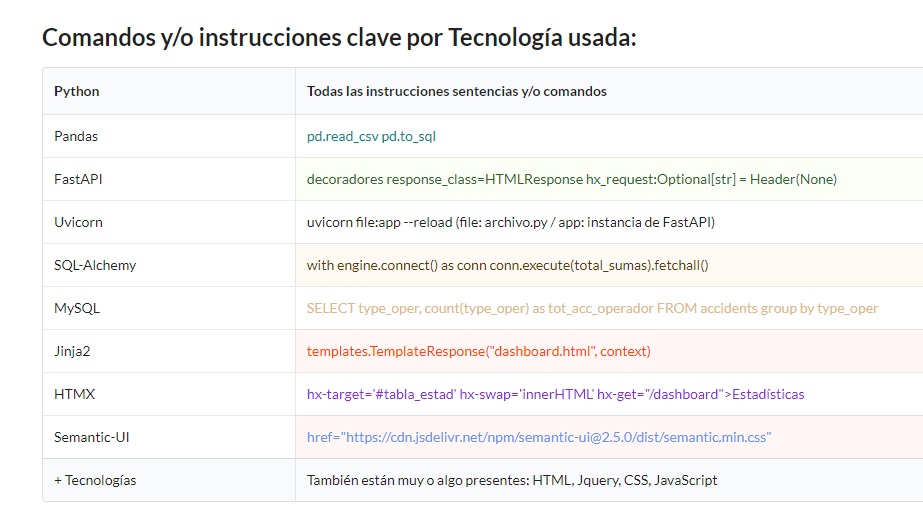 Comandos y/o instrucciones clave por Tecnología usada:
Python Todas las instrucciones sentencias y/o comandos
Pandas pd.read_csv pd.to_sql
FastAPI decoradores response_class=HTMLResponse hx_request:Optional[str] = Header(None)
Uvicorn uvicorn file:app --reload (file: archivo.py / app: instancia de FastAPI)
SQL-Alchemy with engine.connect() as conn conn.execute(total_sumas).fetchall()
MySQL SELECT type_oper, count(type_oper) as tot_acc_operador FROM accidents group by type_oper
Jinja2 templates.TemplateResponse("dashboard.html", context)
HTMX hx-target='#tabla_estad' hx-swap='innerHTML' hx-get="/dashboard">Estadísticas
Semantic-UI href="https://cdn.jsdelivr.net/npm/semantic-ui@2.5.0/dist/semantic.min.css"
+ Tecnologías También están muy o algo presentes: HTML, Jquery, CSS, JavaScript